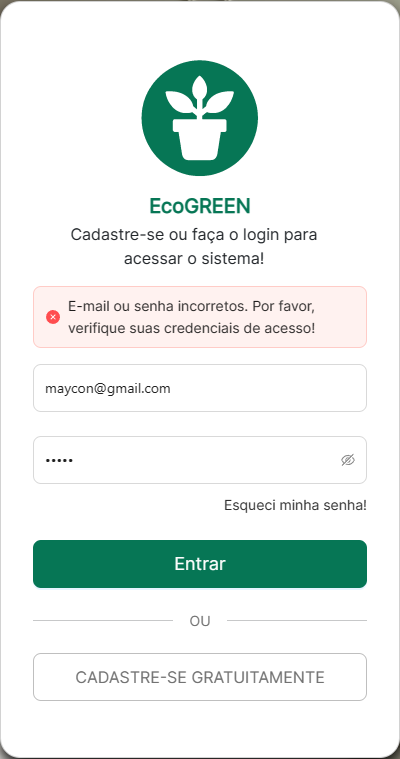 EcoGREEN
Cadastre-se ou faça o login para
acessar o sistema!
E-mail ou senha incorretos. Por favor,
verifique suas credenciais de acesso!
maycon@gmail.com
•••••
Esqueci minha senha!
Entrar
OU
CADASTRE-SE GRATUITAMENTE